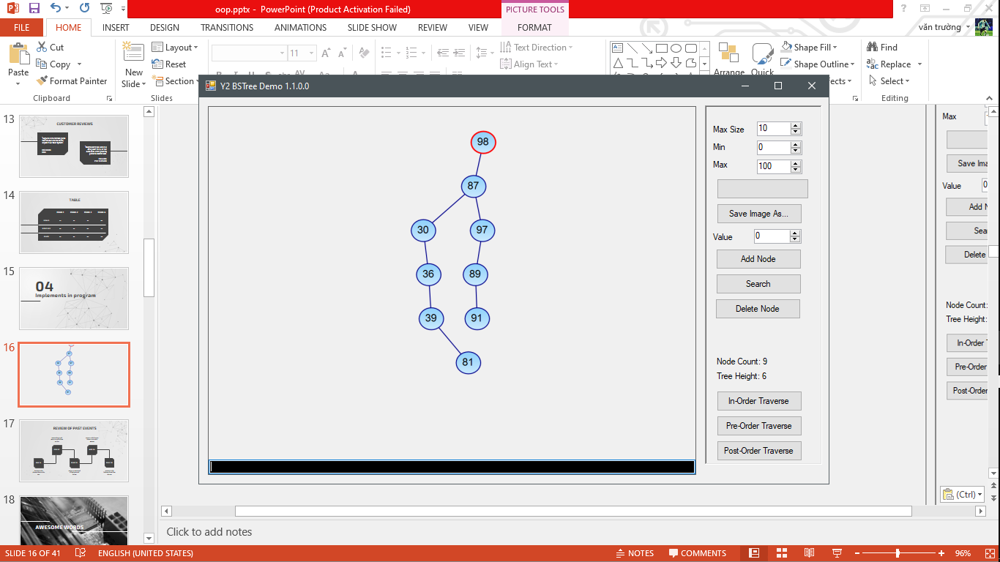 oop.pptx - PowerPoint (Product Activation Failed)
PICTURE TOOLS
FILE HOME INSERT DESIGN TRANSITIONS ANIMATIONS SLIDE SHOW REVIEW VIEW FORMAT
văn trường
Paste
Cut
Copy
Format Painter
Clipboard
New
Slide
Layout
Reset
Section
Slides
11
Text Direction
Align Text
Arrange
Quick
Shape Fill
Shape Outline
ects
Find
Replace
Select
Editing
13
CUSTOMER REVIEWS
14
TABLE
15
04
Implements in program
16
17
REVIEW OF PAST EVENTS
18
AWESOME WORDS
Y2 BSTree Demo 1.1.0.0
98
87
30
97
36
89
39
91
81
Max Size 10
Min 0
Max 100
Save Image As...
Value 0
Add Node
Search
Delete Node
Node Count: 9
Tree Height: 6
In-Order Traverse
Pre-Order Traverse
Post-Order Traverse
Max
Save Ima
Value 0
Add N
Sea
Delete
Node Count:
Tree Height:
In-Order T
Pre-Order
Post-Order
(Ctrl)
Click to add notes
SLIDE 16 OF 41
ENGLISH (UNITED STATES)
NOTES
COMMENTS
96%